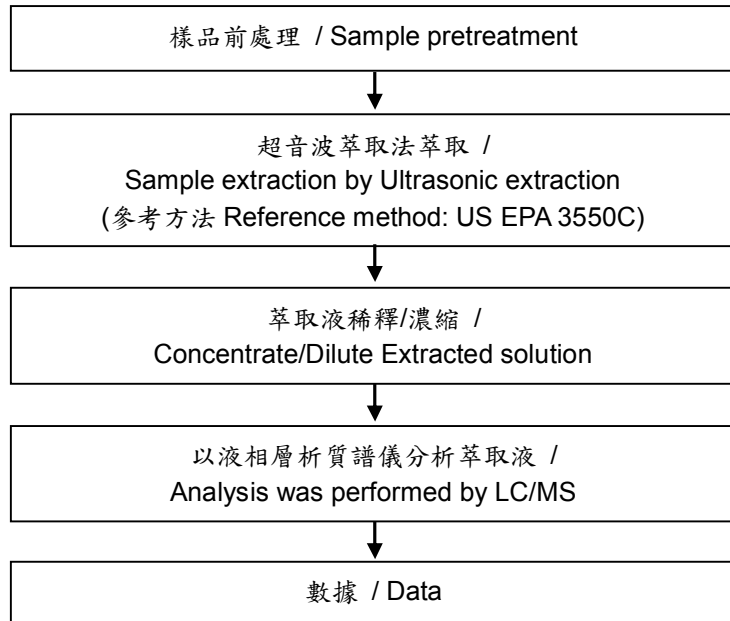 樣品前處理 / Sample pretreatment
超音波萃取法萃取 /
Sample extraction by Ultrasonic extraction
(參考方法 Reference method: US EPA 3550C)
萃取液稀釋/濃縮 /
Concentrate/Dilute Extracted solution
以液相層析質譜儀分析萃取液 /
Analysis was performed by LC/MS
數據 / Data